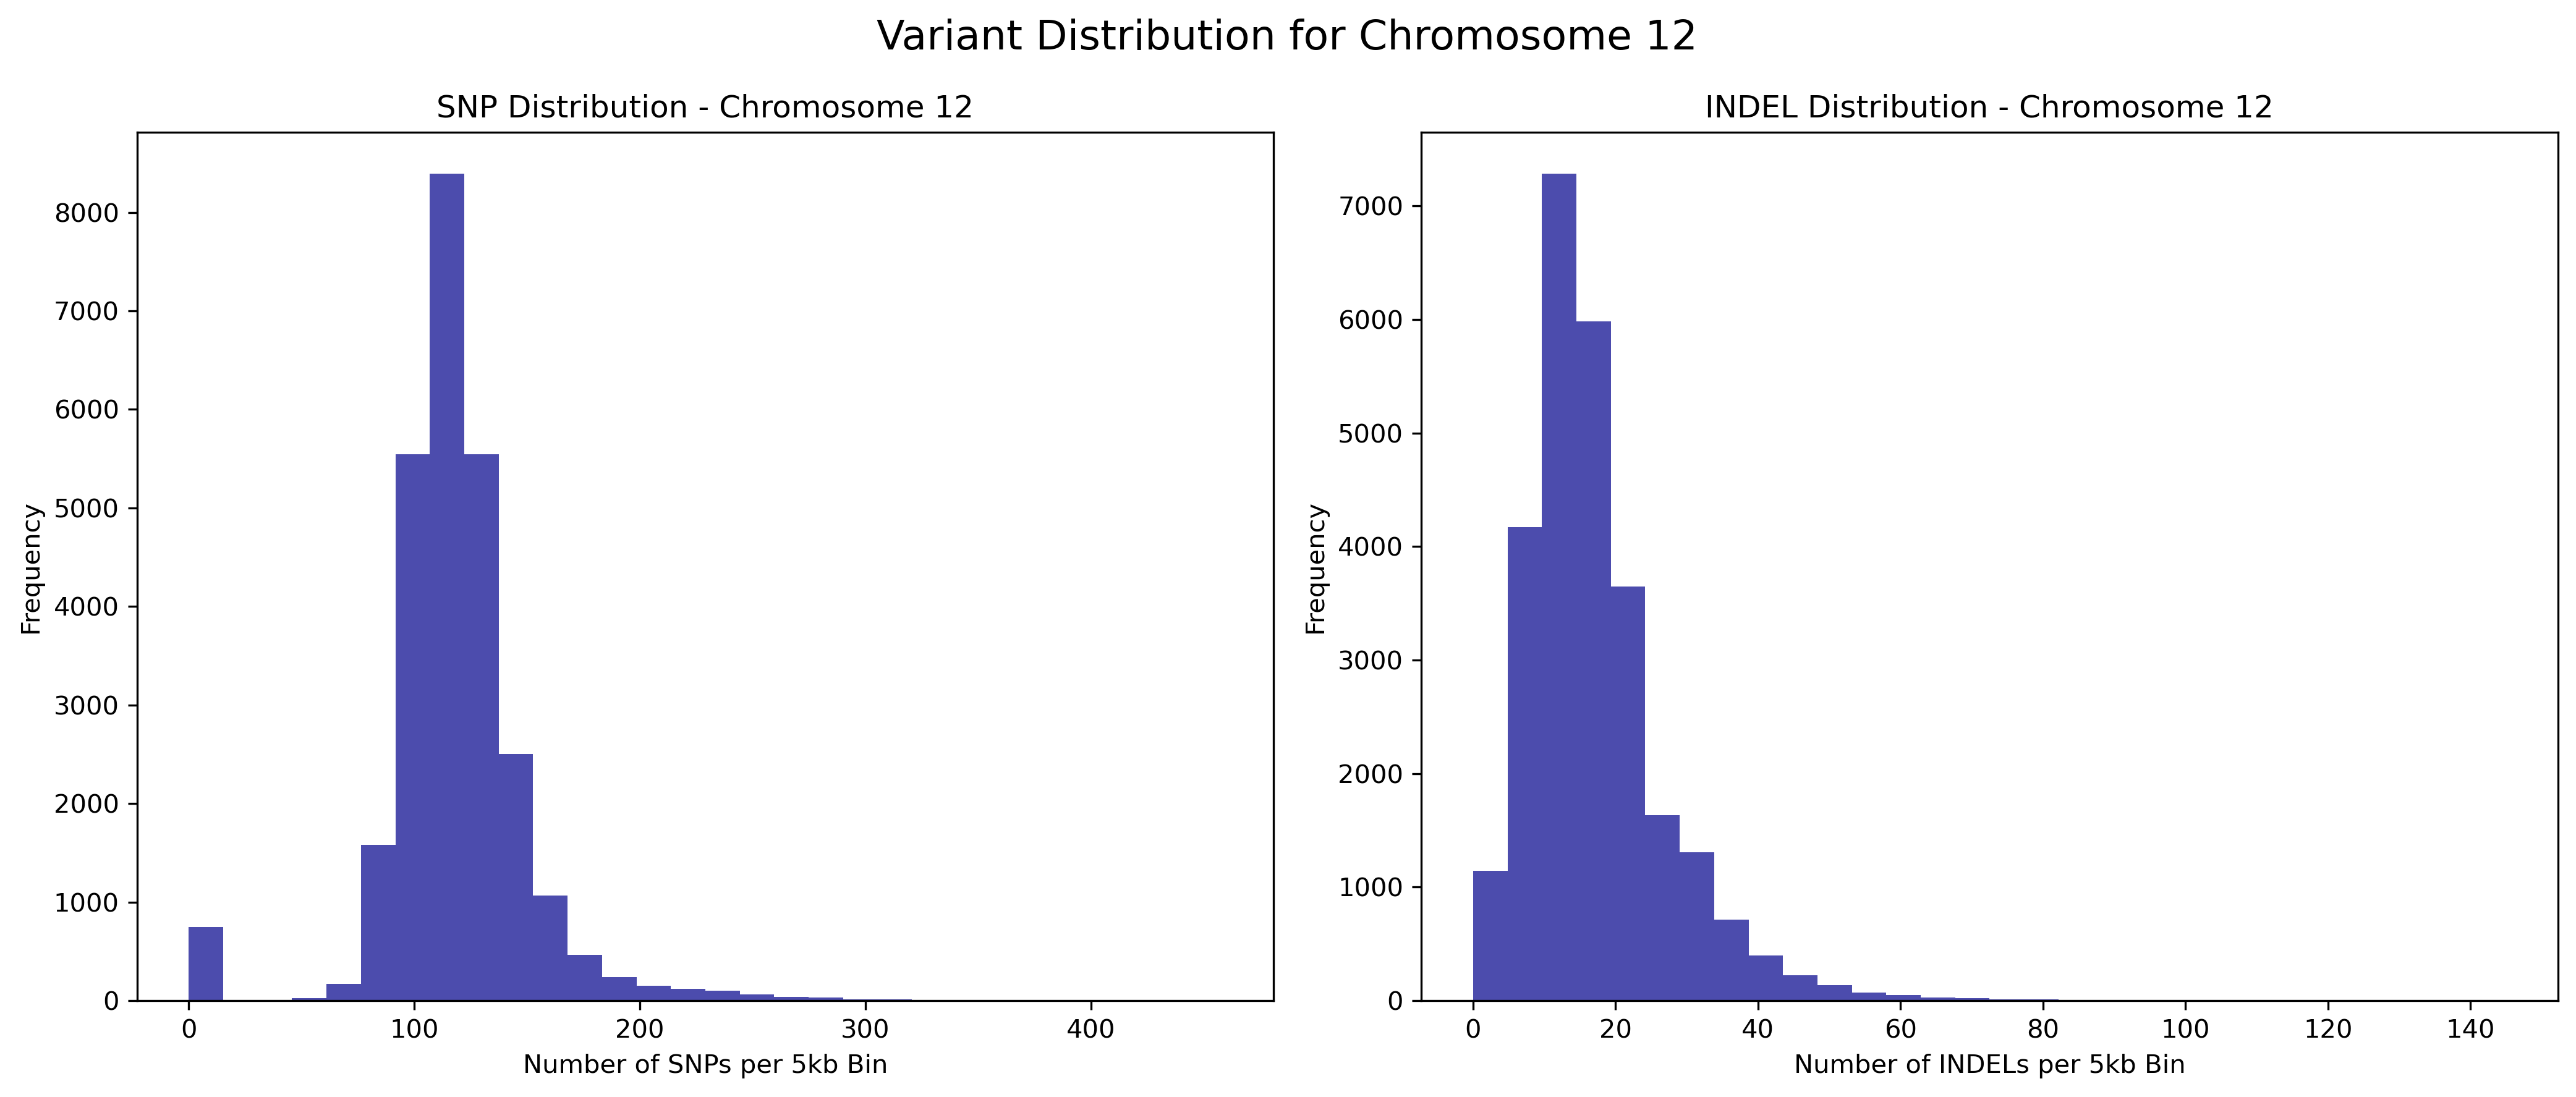 Variant Distribution for Chromosome 12
SNP Distribution - Chromosome 12
8000
7000
6000
5000
4000
3000
2000
1000
0
Frequency
0 100 200 300 400
Number of SNPs per 5kb Bin
INDEL Distribution - Chromosome 12
7000
6000
5000
4000
3000
2000
1000
0
Frequency
0 20 40 60 80 100 120 140
Number of INDELs per 5kb Bin